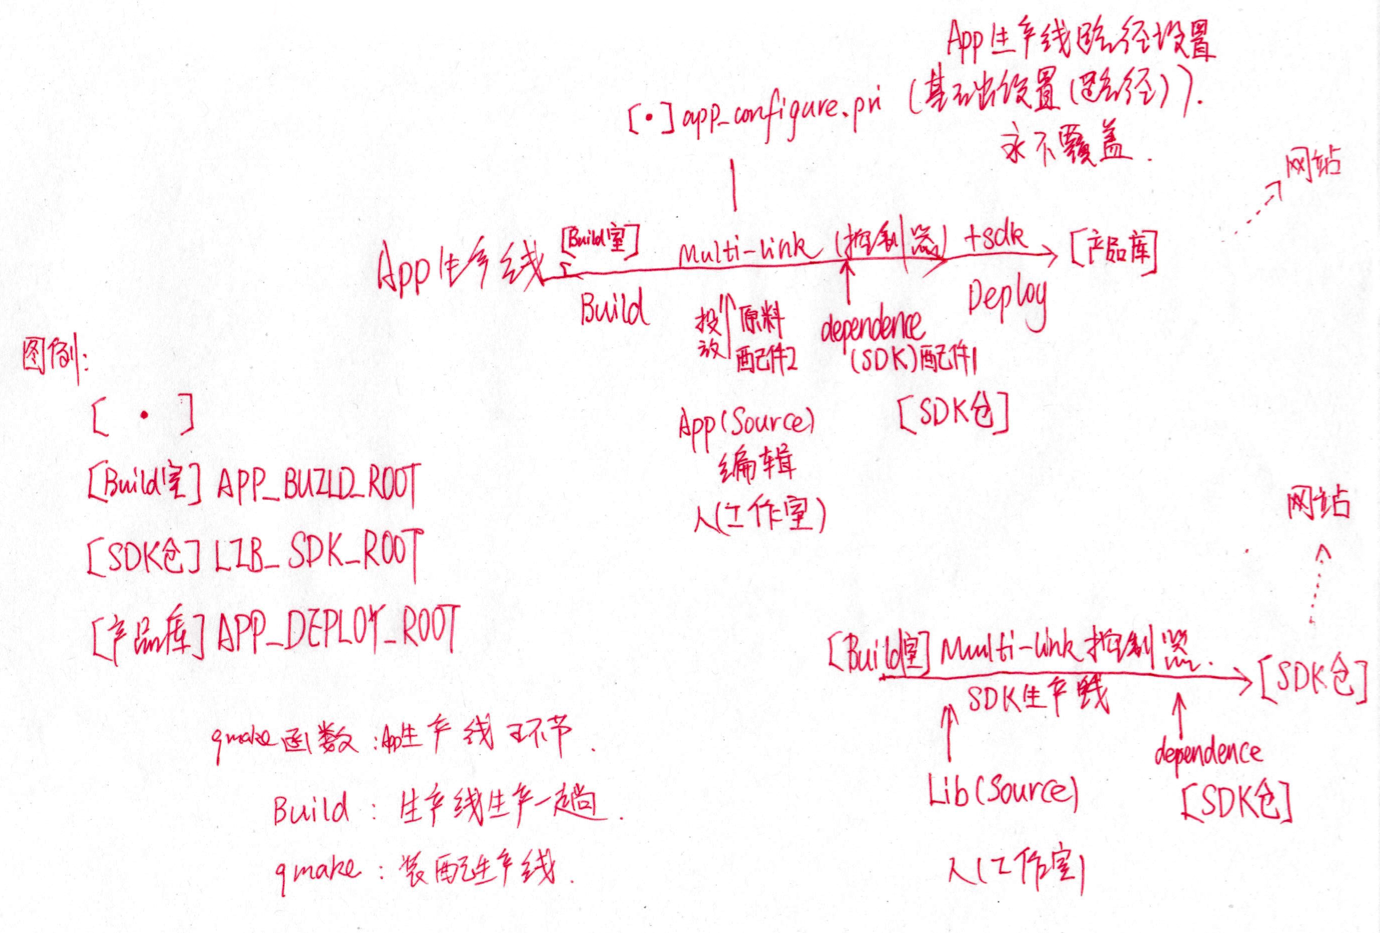 App生产线路径设置
[·]app_configure.pri (基础设置(路径)).
永不覆盖.
网站
App生产线 [Build室] Multi-link (控制器) +sdk [产品库]
Build
Deploy
投放 原料
配件2
dependence
(SDK)配件1
[SDK仓]
App(Source)
编辑
人(工作室)
图例:
[ · ]
[Build室] APP_BUILD_ROOT
[SDK仓] LIB_SDK_ROOT
[产品库] APP_DEPLOY_ROOT
网站
[Build室] Muulti-link 控制器. [SDK仓]
SDK生产线
Lib(Source)
dependence
[SDK仓]
人(工作室)
qmake函数:App生产线环节.
Build:生产线生产一趟.
qmake:装配生产线.